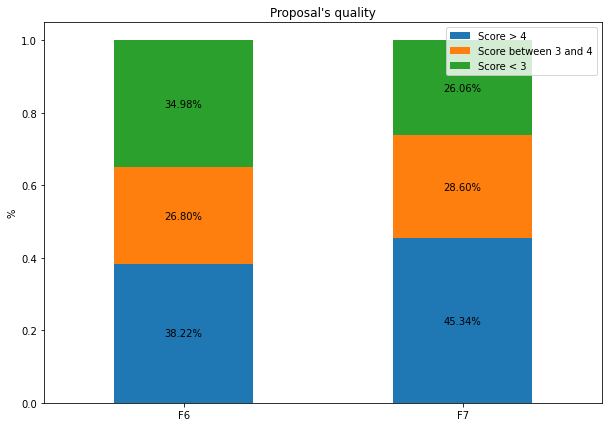 Proposal's quality
Score > 4
Score between 3 and 4
Score < 3
1.0
0.8
0.6
0.4
0.2
0.0
%
34.98%
26.80%
38.22%
26.06%
28.60%
45.34%
F6
F7